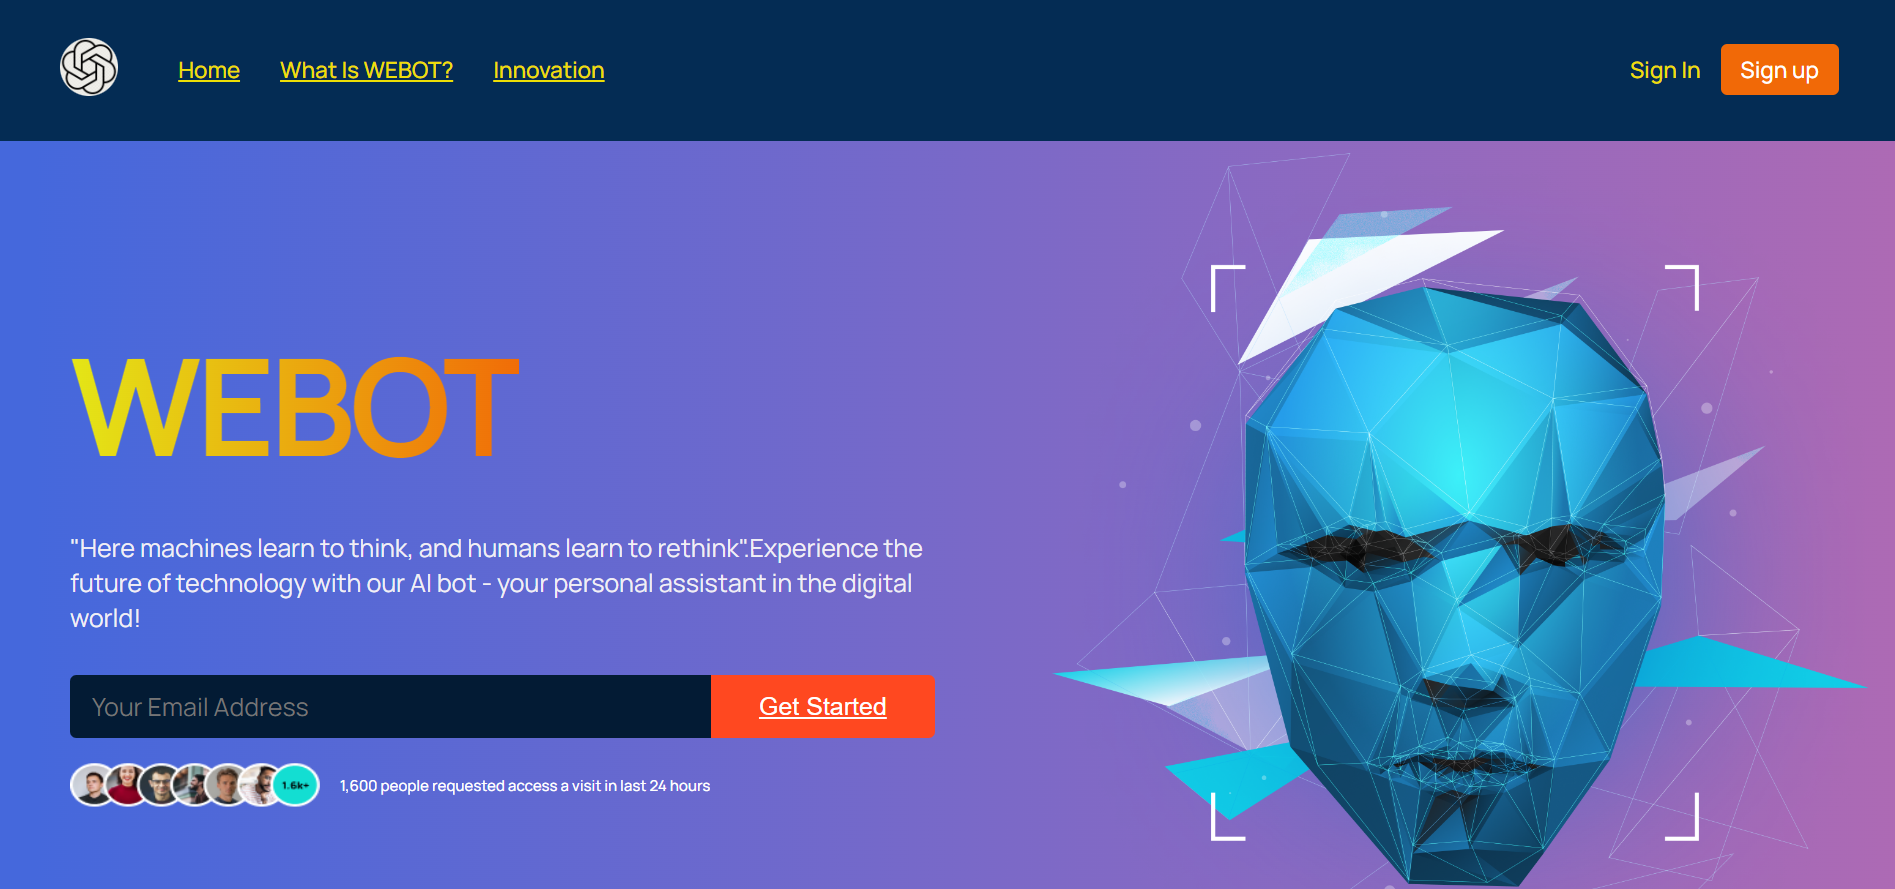 Home What Is WEBOT? Innovation Sign In Sign up
WEBOT
"Here machines learn to think, and humans learn to rethink".Experience the
future of technology with our AI bot - your personal assistant in the digital
world!
Your Email Address Get Started
1.6k+ 1,600 people requested access a visit in last 24 hours